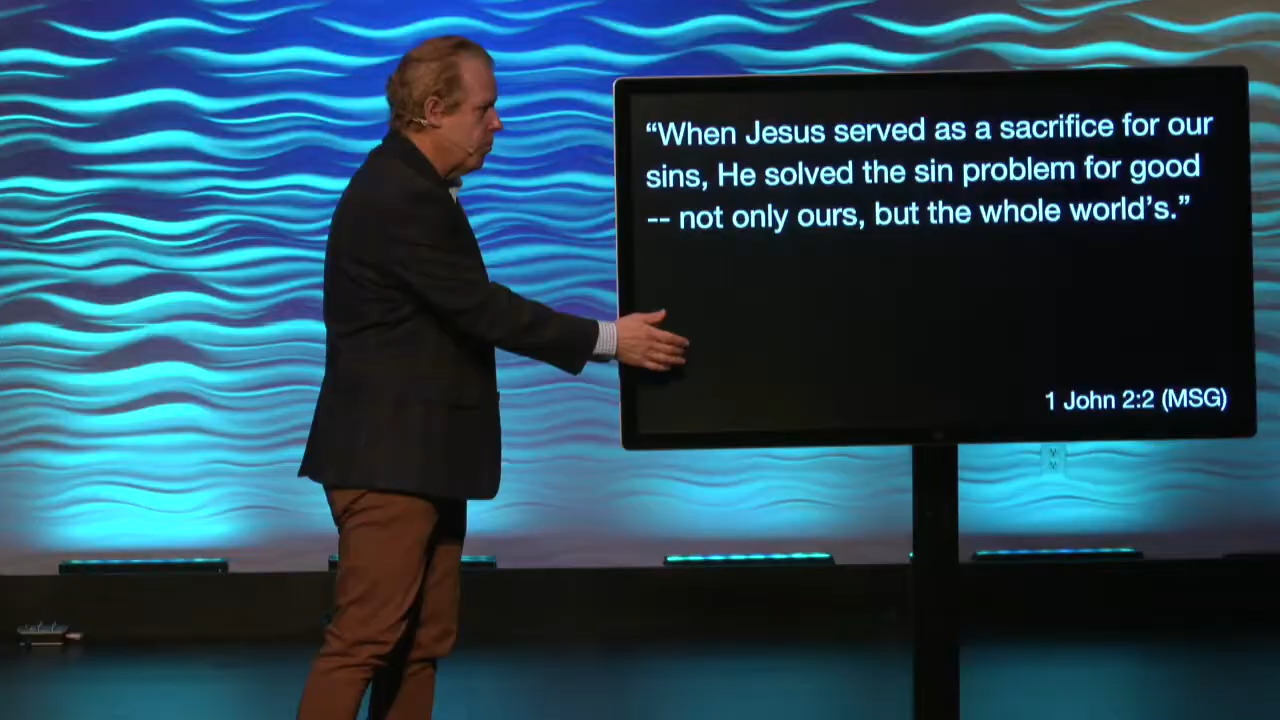 “When Jesus served as a sacrifice for our
sins, He solved the sin problem for good
-- not only ours, but the whole world’s.”
1 John 2:2 (MSG)